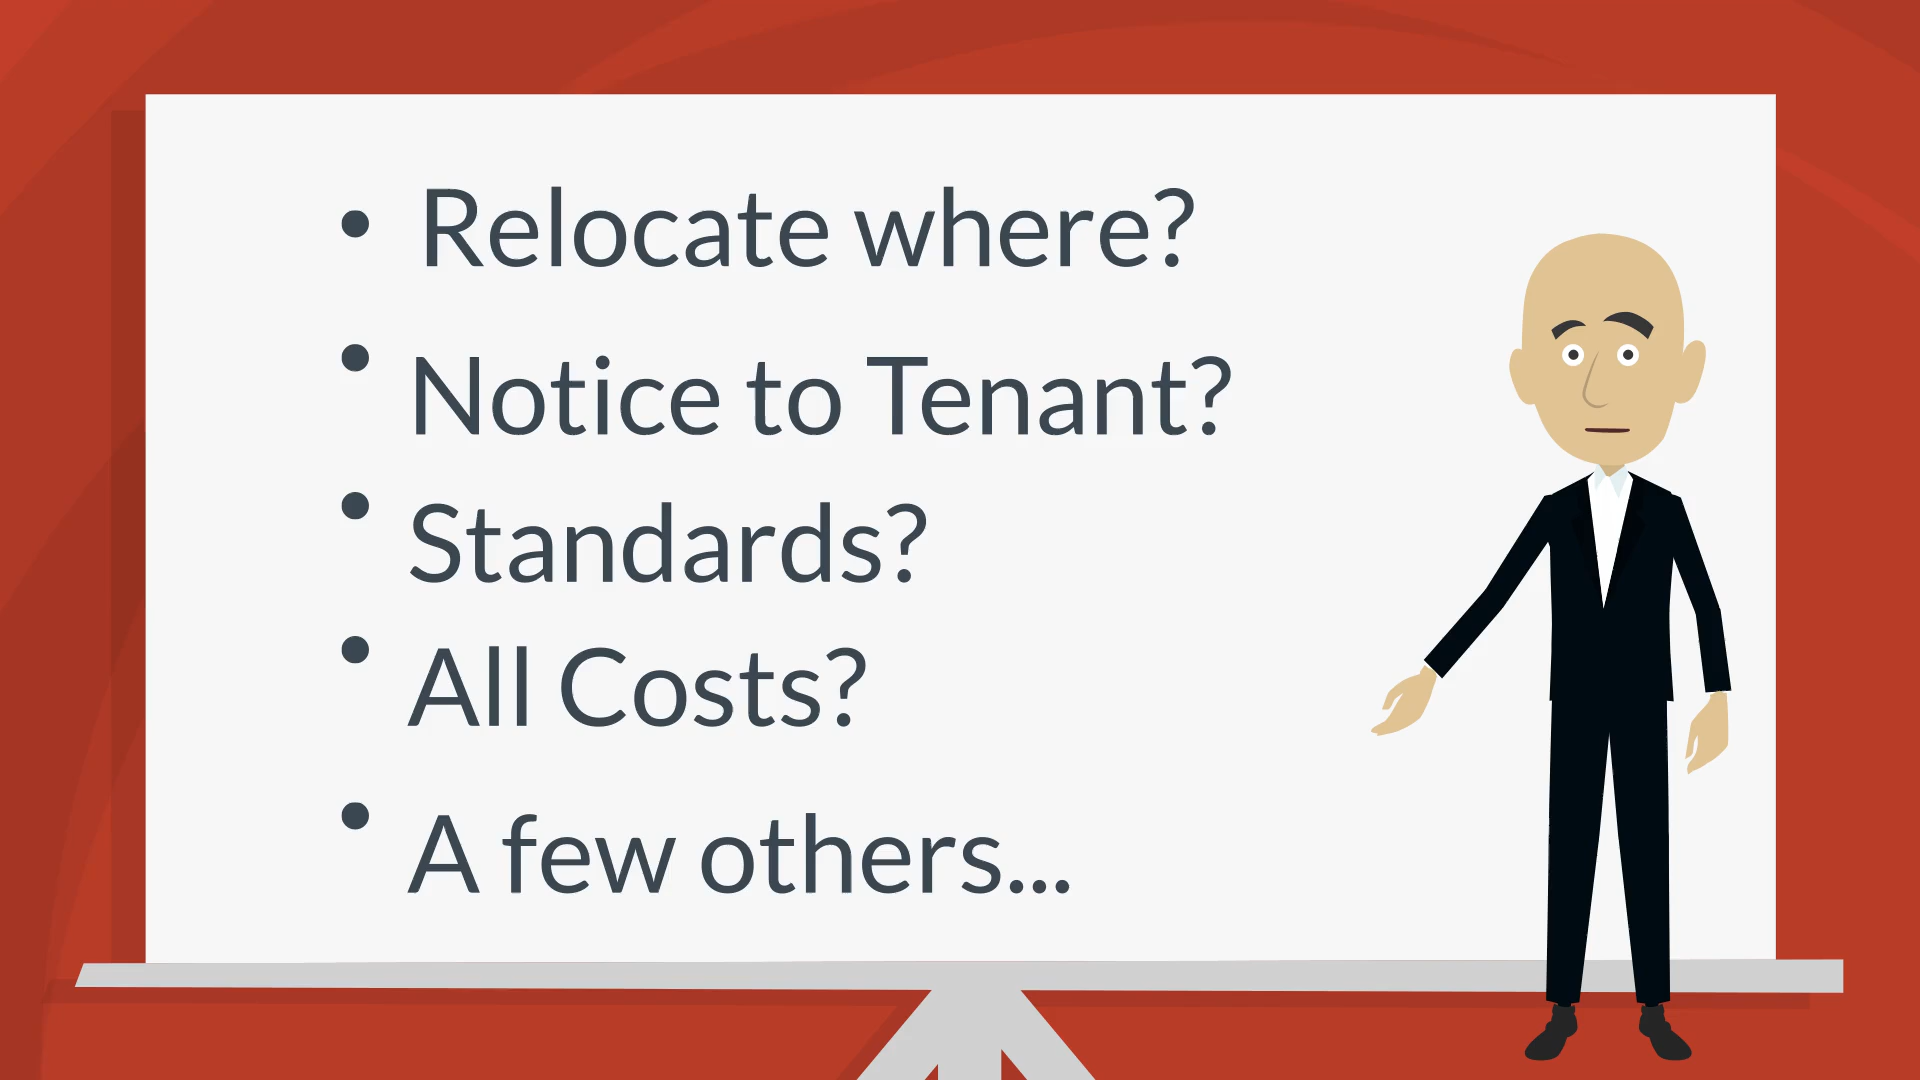 • Relocate where?
• Notice to Tenant?
• Standards?
• All Costs?
• A few others...